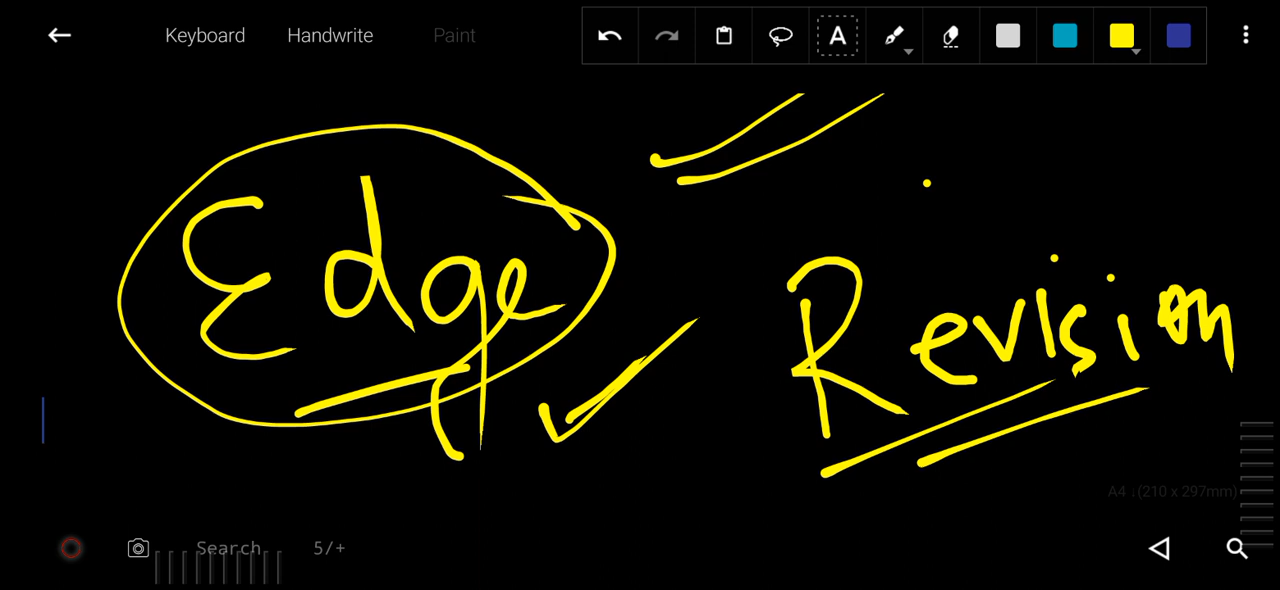 Keyboard Handwrite Paint A
Edge
Revision
A4 ↓(210 x 297mm)
Search 5/+